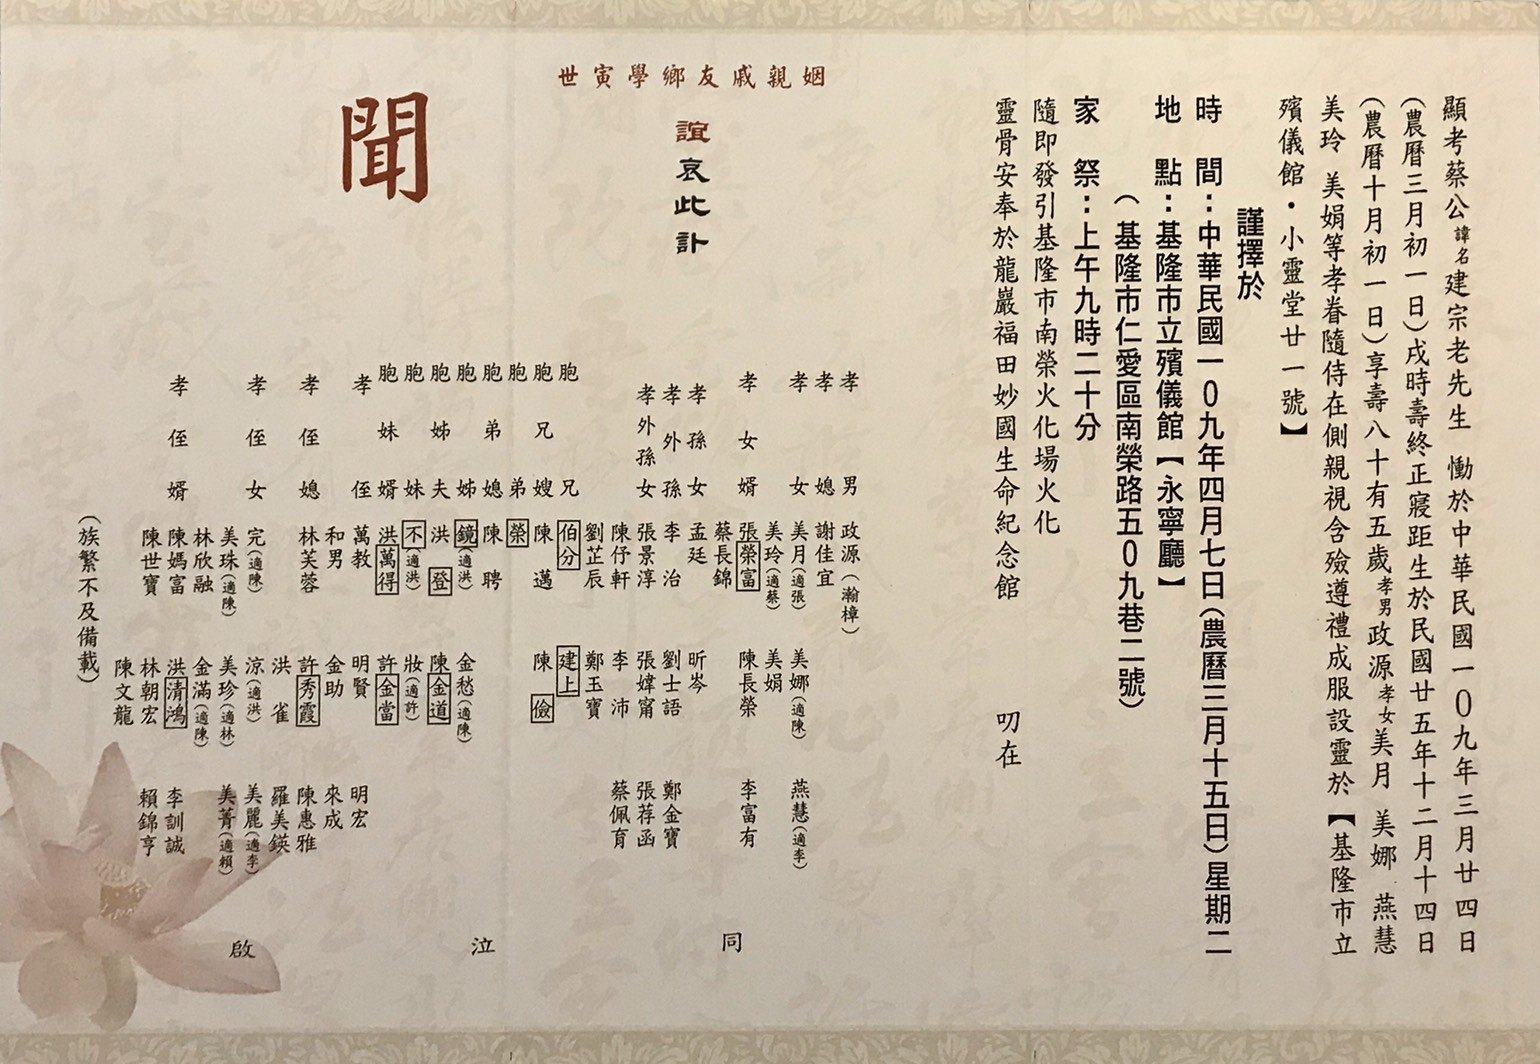 顯考蔡公諱名建宗老先生 慟於中華民國一0九年三月廿四日
(農曆三月初一日)戌時壽終正寢距生於民國廿五年十二月十四日
(農曆十月初一日)享壽八十有五歲孝男政源孝女美月 美娜 燕慧
美玲 美娟等孝眷隨侍在側親視含殮遵禮成服設靈於【基隆市立
殯儀館・小靈堂廿一號】
謹擇於
時 間：中華民國一0九年四月七日(農曆三月十五日)星期二
地 點：基隆市立殯儀館【永寧廳】
(基隆市仁愛區南榮路五0九巷二號)
家 祭：上午九時二十分
隨即發引基隆市南榮火化場火化
靈骨安奉於龍巖福田妙國生命紀念館 叨在
姻親戚友鄉學寅世
誼哀此訃
聞
孝男 政源(瀚樟)
孝媳 謝佳宜
孝女 美月(適張) 美娜(適陳) 燕慧(適李)
美玲(適蔡) 美娟
孝女婿 張榮富 陳長榮 李富有
蔡長錦
孝孫女 孟廷 昕岑
孝外孫 李治 劉士語 鄭金寶
孝外孫女 張景淳 張婔甯 張荐函
陳伃軒 李沛 蔡佩育
劉芷辰 鄭玉寶
胞兄 伯分 建上
胞兄嫂 陳邁 陳儉
胞弟 榮
胞弟媳 陳聘
胞姊 鏡(適洪) 金愁(適陳)
胞姊夫 洪登 陳金道
胞妹 不(適洪) 妝(適許)
胞妹婿 洪萬得 許金當
孝侄 萬教 明賢 明宏
和男 金助 來成
孝侄媳 林芙蓉 許秀霞 陳惠雅
洪雀 羅美鍈
孝侄女 完(適陳) 涼(適洪) 美麗(適李)
美珠(適陳) 美珍(適林) 美菁(適賴)
林欣融 金滿(適陳)
孝侄婿 陳媽富 洪清鴻 李訓誠
陳世寶 林朝宏 賴錦亨
陳文龍
(族繁不及備載)
同 泣 啟